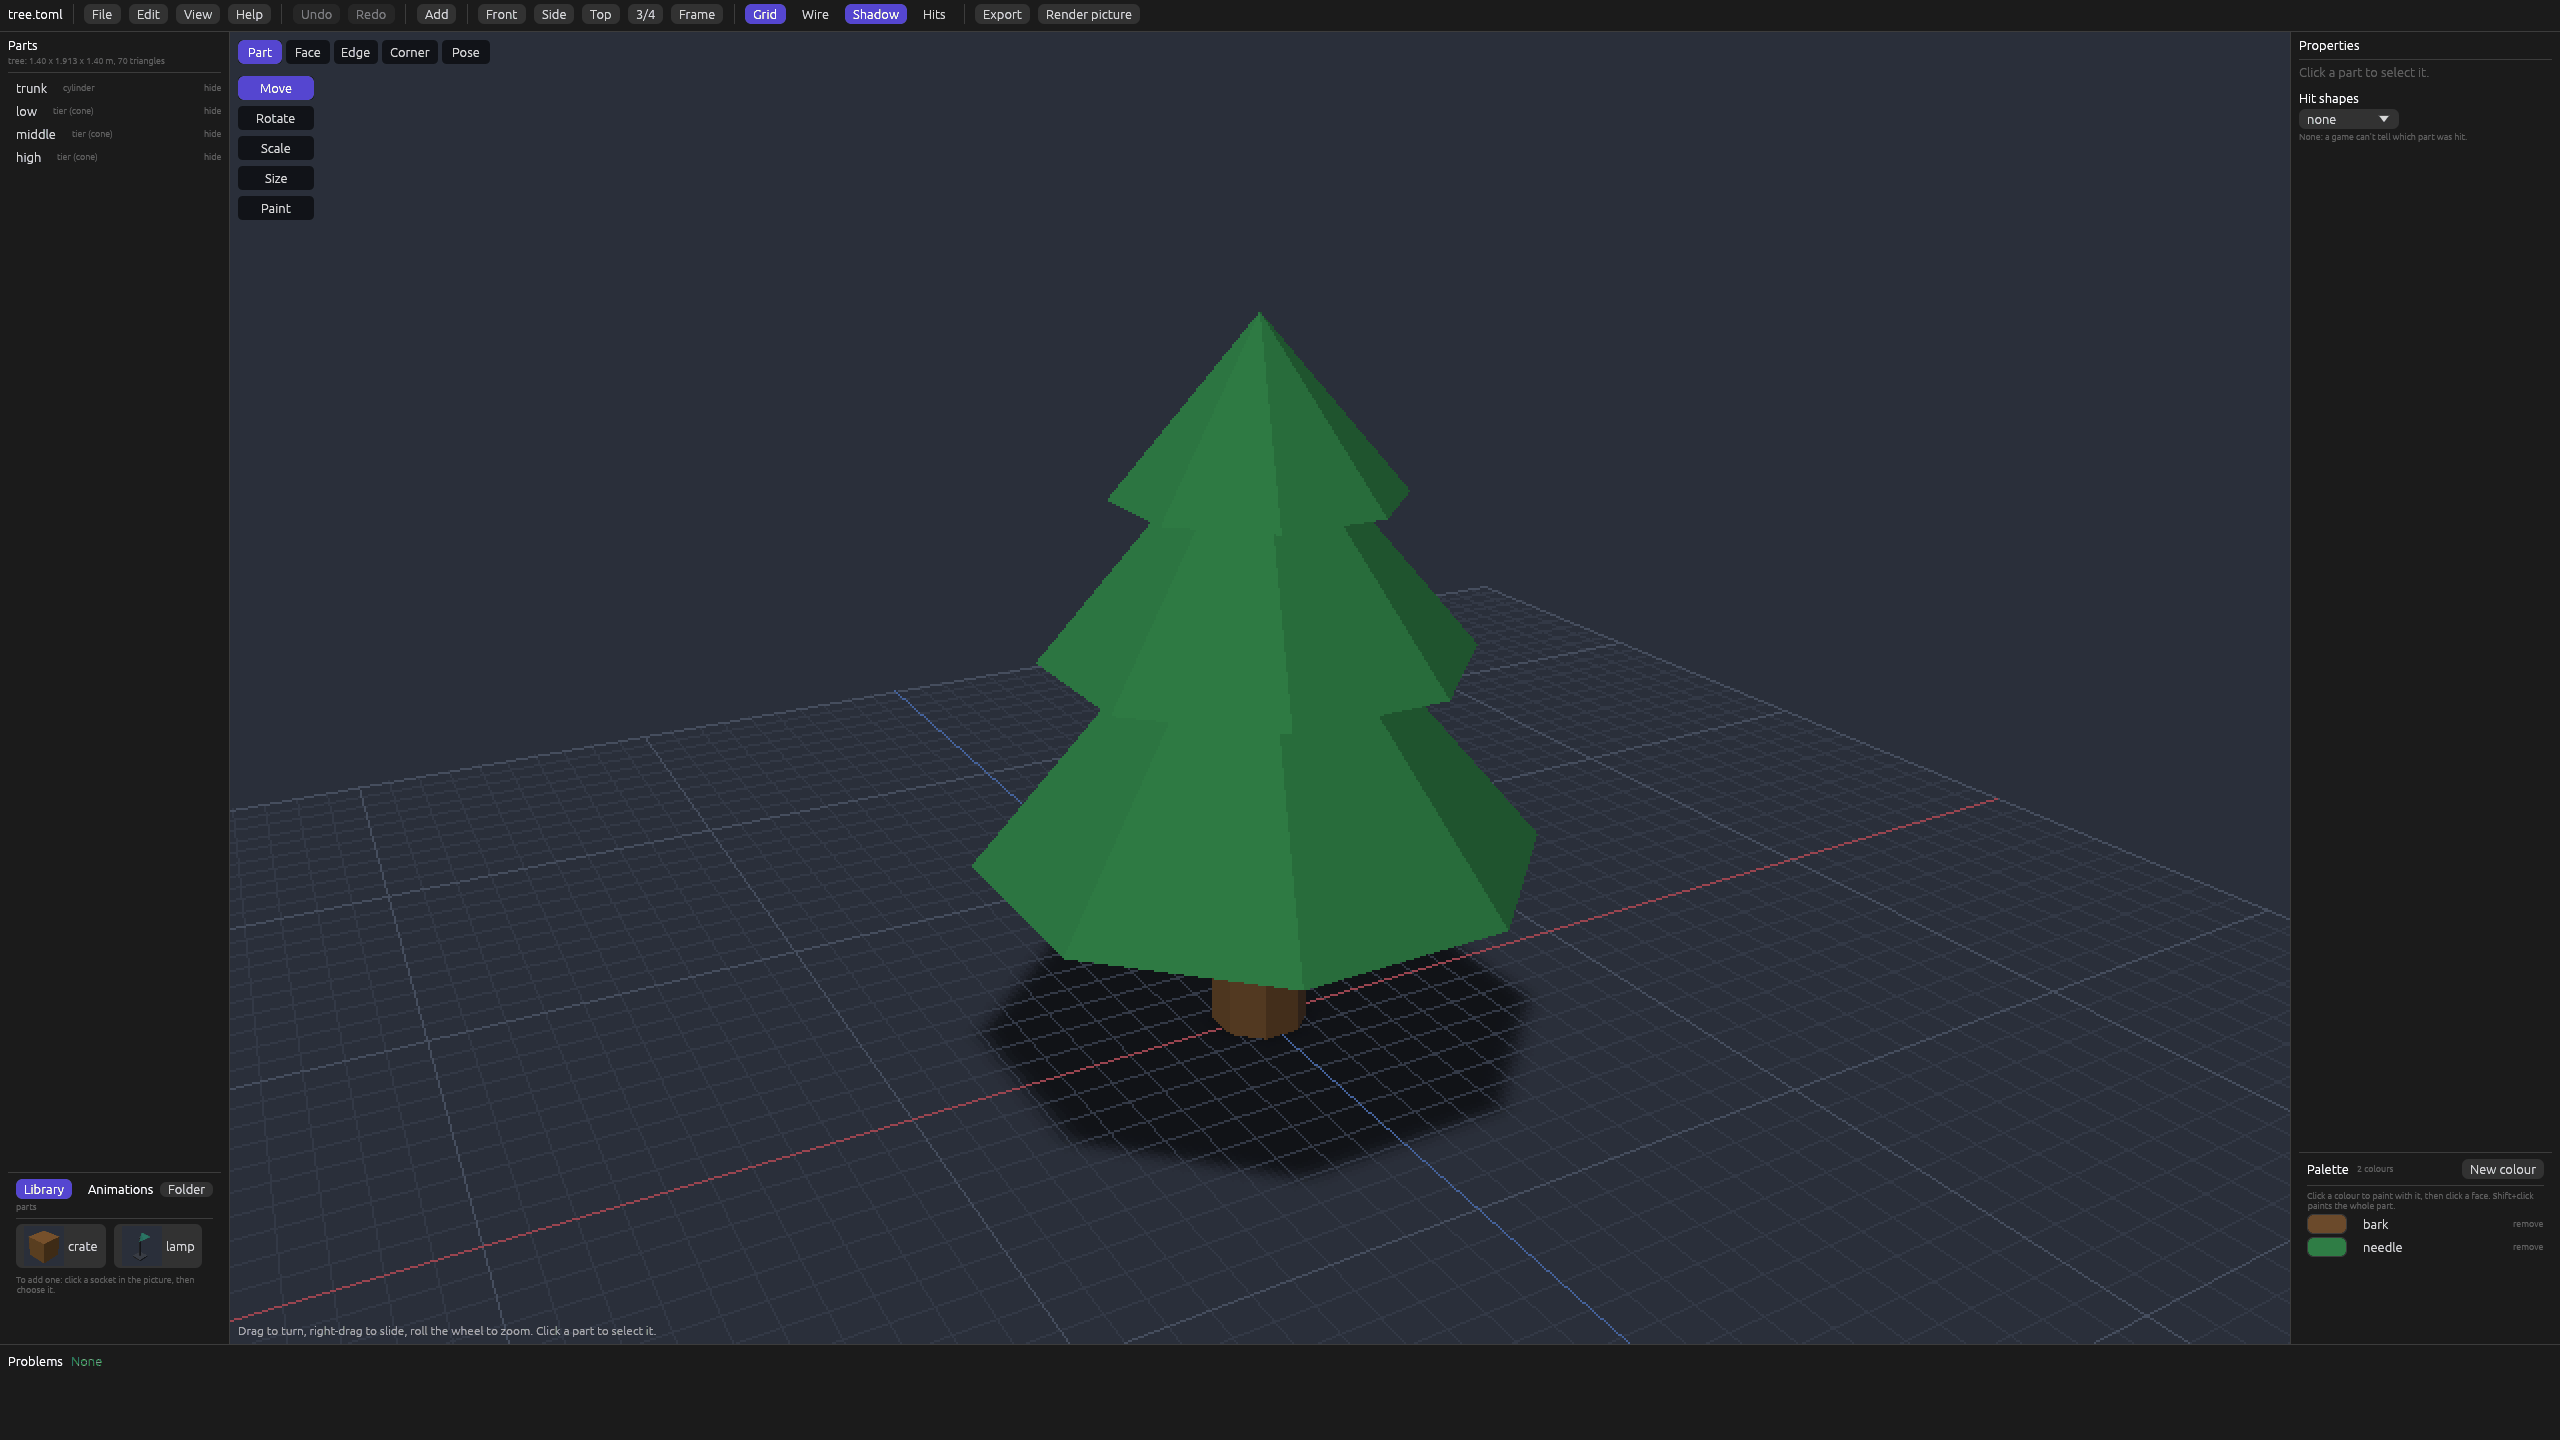 tree.toml File Edit View Help Undo Redo Add Front Side Top 3/4 Frame Grid Wire Shadow Hits Export Render picture
Parts
tree: 1.40 x 1.913 x 1.40 m, 70 triangles
trunk cylinder hide
low tier (cone) hide
middle tier (cone) hide
high tier (cone) hide
Part Face Edge Corner Pose
Move
Rotate
Scale
Size
Paint
Properties
Click a part to select it.
Hit shapes
none
None: a game can't tell which part was hit.
Library Animations Folder
parts
crate lamp
To add one: click a socket in the picture, then
choose it.
Drag to turn, right-drag to slide, roll the wheel to zoom. Click a part to select it.
Palette 2 colours New colour
Click a colour to paint with it, then click a face. Shift+click
paints the whole part.
bark remove
needle remove
Problems None